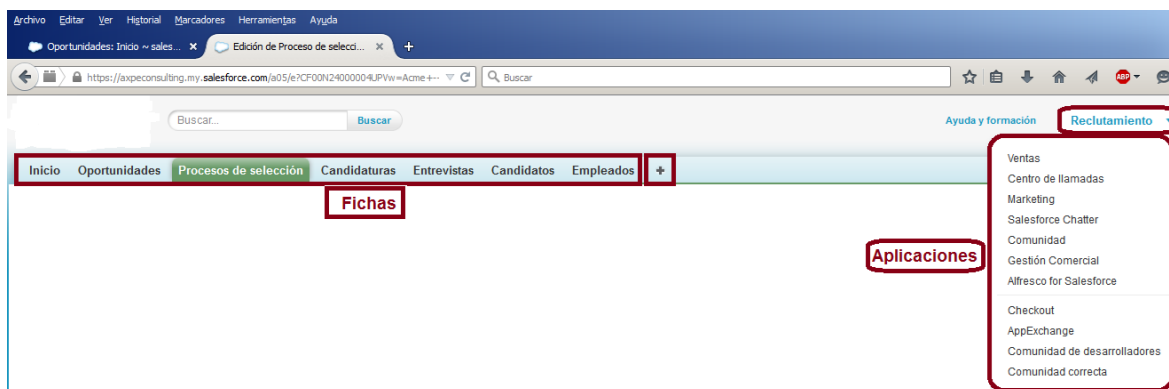 Archivo Editar Ver Historial Marcadores Herramientas Ayuda
Oportunidades: Inicio ~ sales... × Edición de Proceso de selecci... × +
https://axpeconsulting.my.salesforce.com/a05/e?CF00N24000004UPVw=Acme+-- Buscar ABP
Buscar... Buscar Ayuda y formación Reclutamiento
Inicio Oportunidades Procesos de selección Candidaturas Entrevistas Candidatos Empleados +
Fichas
Aplicaciones
Ventas
Centro de llamadas
Marketing
Salesforce Chatter
Comunidad
Gestión Comercial
Alfresco for Salesforce
Checkout
AppExchange
Comunidad de desarrolladores
Comunidad correcta